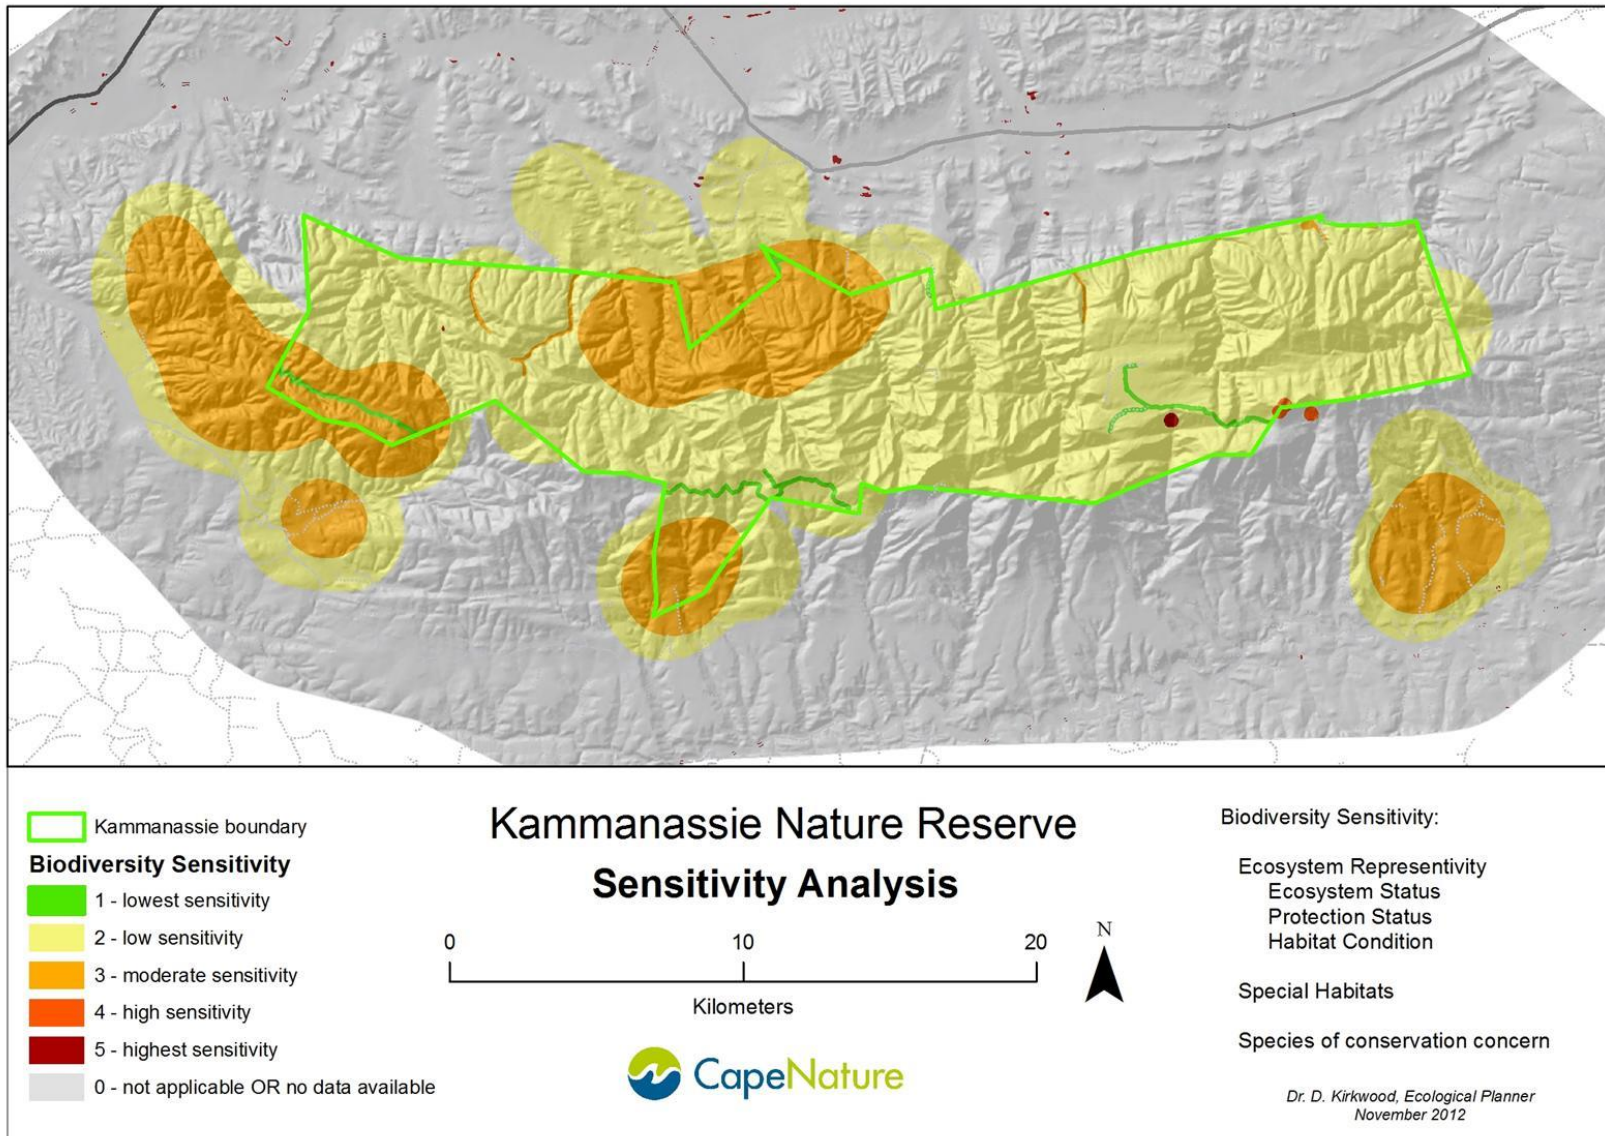 Kammanassie boundary
Biodiversity Sensitivity
1 - lowest sensitivity
2 - low sensitivity
3 - moderate sensitivity
4 - high sensitivity
5 - highest sensitivity
0 - not applicable OR no data available
Kammanassie Nature Reserve
Sensitivity Analysis
0 10 20
Kilometers
N
CapeNature
Biodiversity Sensitivity:
Ecosystem Representivity
Ecosystem Status
Protection Status
Habitat Condition
Special Habitats
Species of conservation concern
Dr. D. Kirkwood, Ecological Planner
November 2012